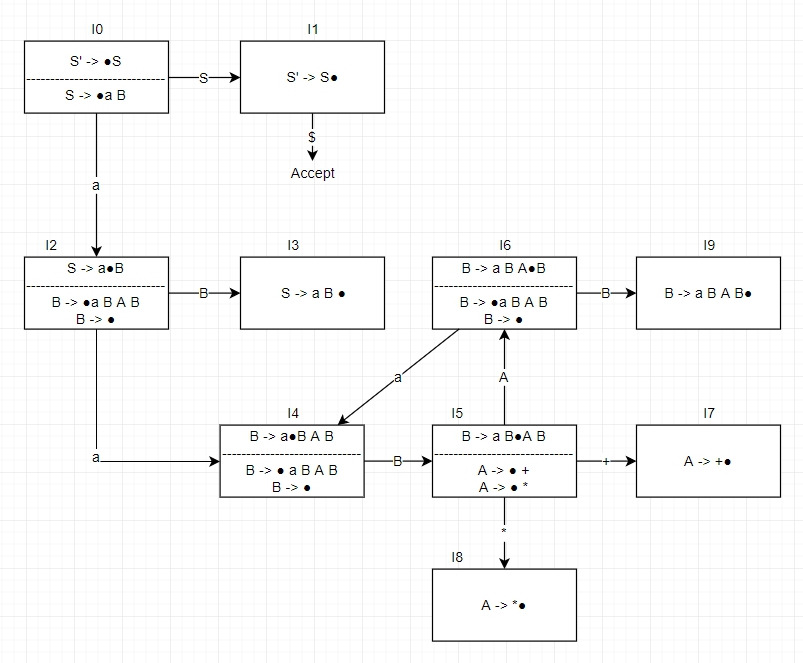 I0
S' -> ●S
S -> ●a B
S
I1
S' -> S●
$
Accept
a
I2
S -> a●B
B -> ●a B A B
B -> ●
B
I3
S -> a B ●
I6
B -> a B A●B
B -> ●a B A B
B -> ●
B
I9
B -> a B A B●
a
A
a
I4
B -> a●B A B
B -> ● a B A B
B -> ●
B
I5
B -> a B●A B
A -> ● +
A -> ● *
+
I7
A -> +●
*
I8
A -> *●